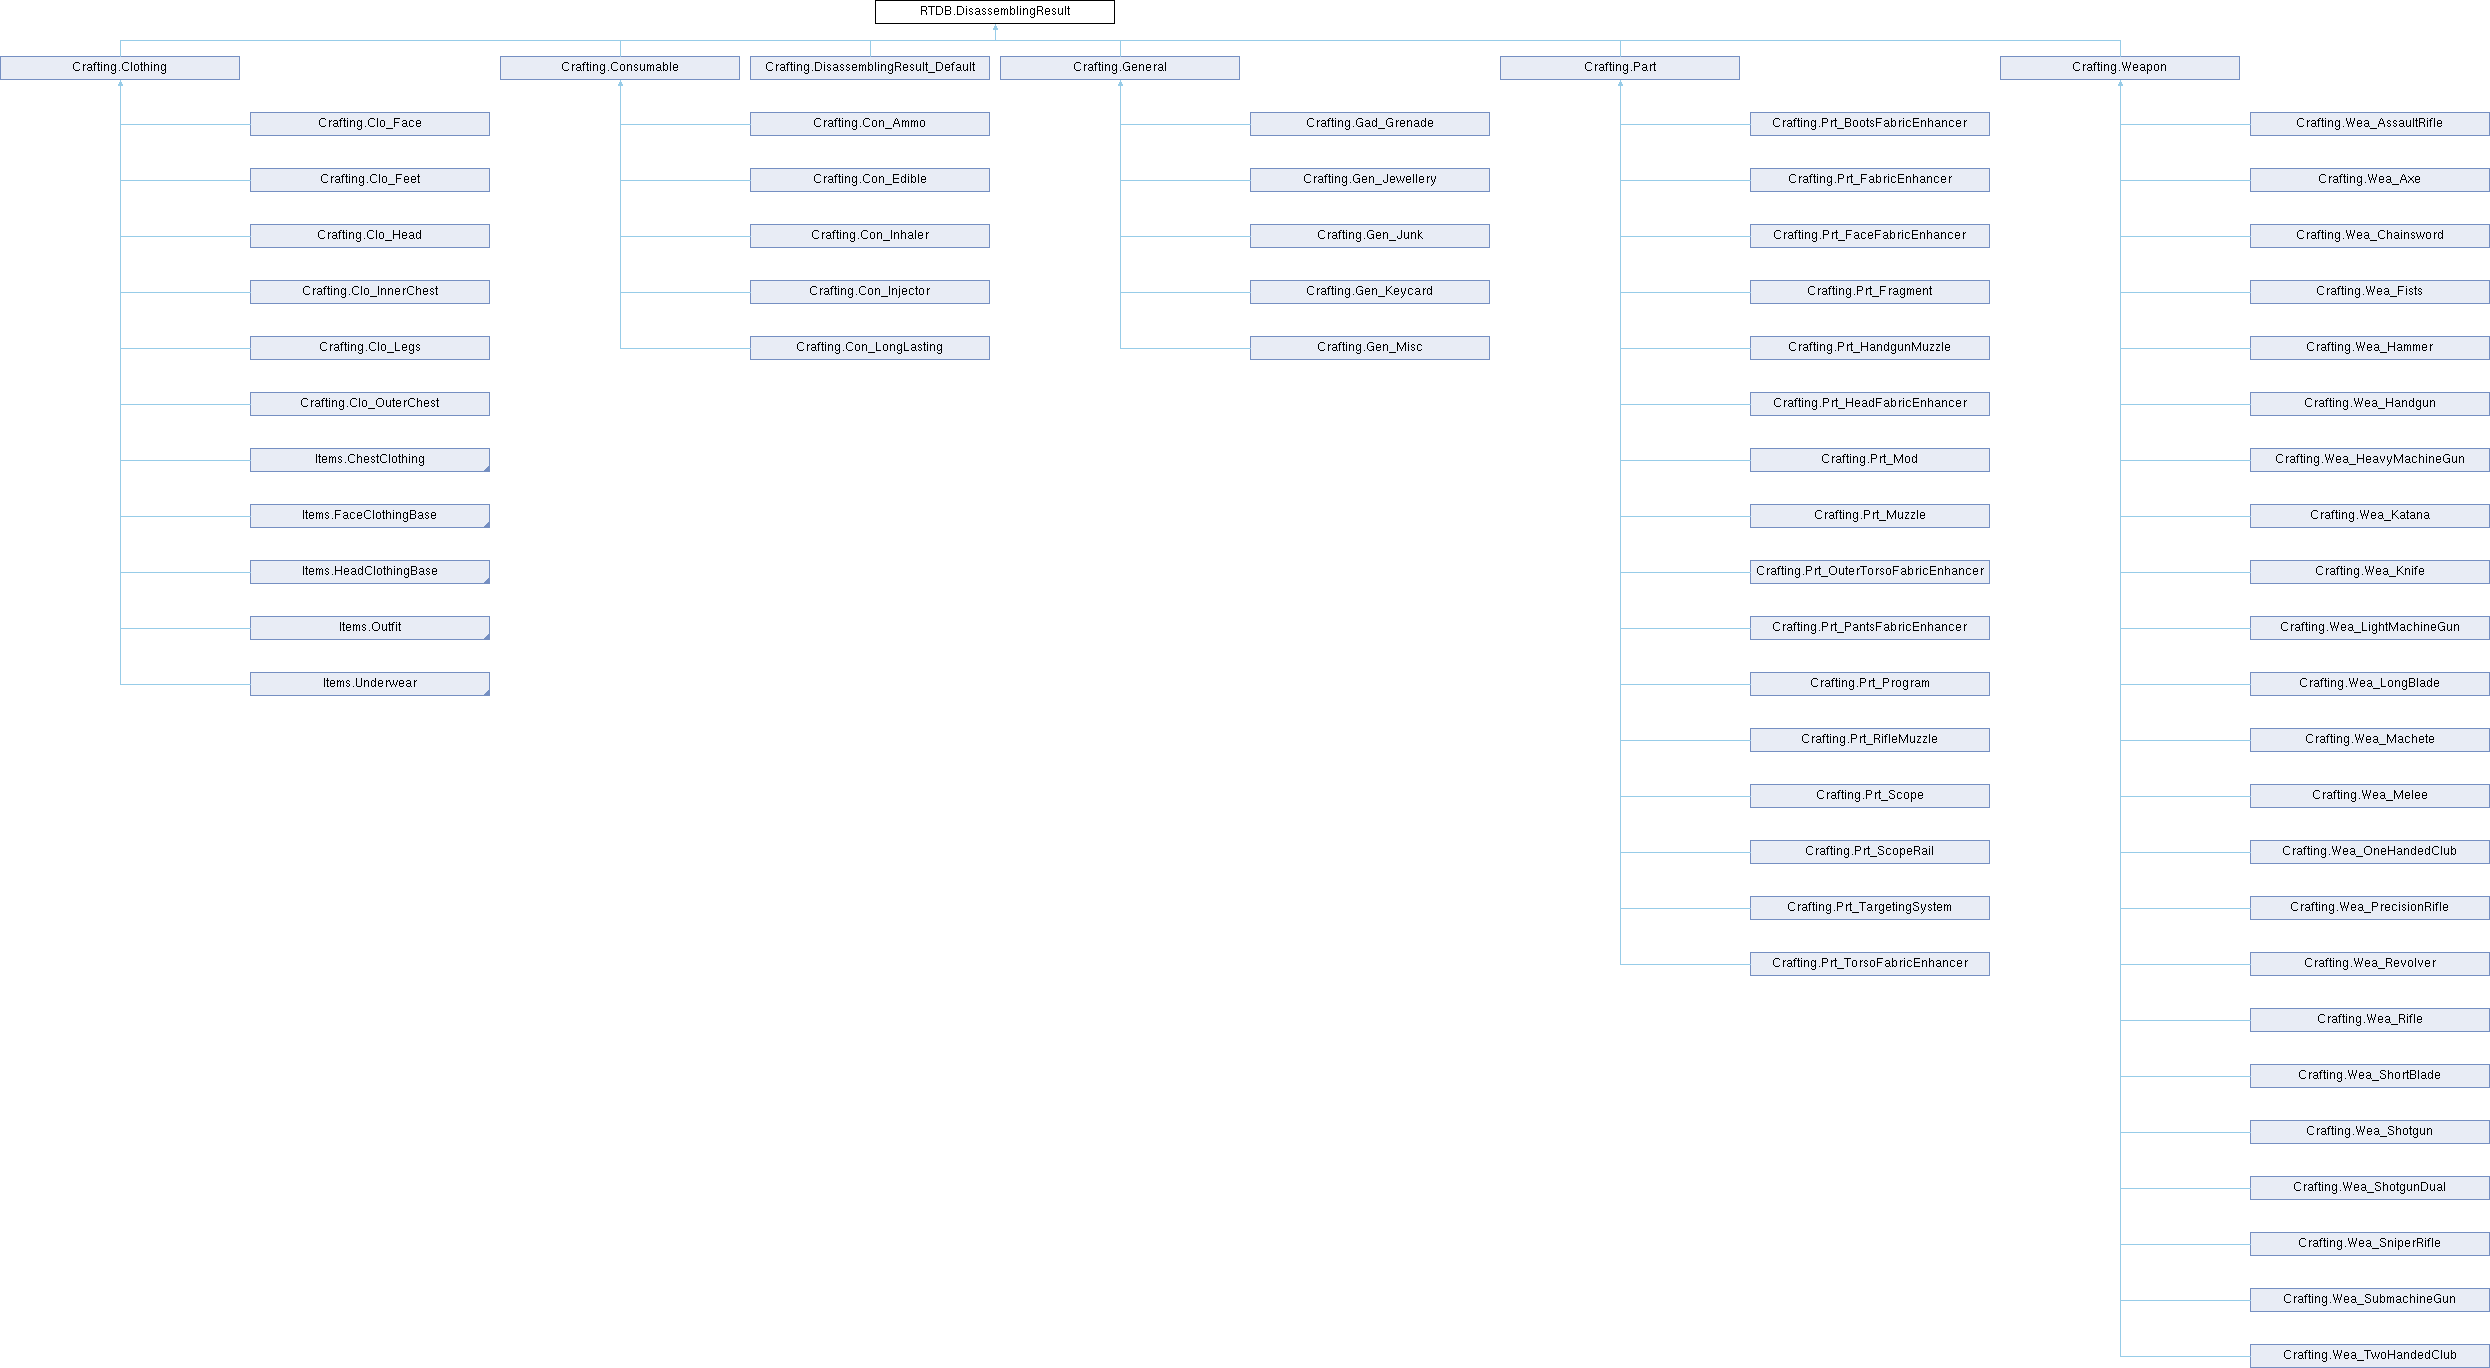 RTDB.DisassemblingResult
Crafting.Clothing
Crafting.Consumable
Crafting.DisassemblingResult_Default
Crafting.General
Crafting.Part
Crafting.Weapon
Crafting.Clo_Face
Crafting.Clo_Feet
Crafting.Clo_Head
Crafting.Clo_InnerChest
Crafting.Clo_Legs
Crafting.Clo_OuterChest
Items.ChestClothing
Items.FaceClothingBase
Items.HeadClothingBase
Items.Outfit
Items.Underwear
Crafting.Con_Ammo
Crafting.Con_Edible
Crafting.Con_Inhaler
Crafting.Con_Injector
Crafting.Con_LongLasting
Crafting.Gad_Grenade
Crafting.Gen_Jewellery
Crafting.Gen_Junk
Crafting.Gen_Keycard
Crafting.Gen_Misc
Crafting.Prt_BootsFabricEnhancer
Crafting.Prt_FabricEnhancer
Crafting.Prt_FaceFabricEnhancer
Crafting.Prt_Fragment
Crafting.Prt_HandgunMuzzle
Crafting.Prt_HeadFabricEnhancer
Crafting.Prt_Mod
Crafting.Prt_Muzzle
Crafting.Prt_OuterTorsoFabricEnhancer
Crafting.Prt_PantsFabricEnhancer
Crafting.Prt_Program
Crafting.Prt_RifleMuzzle
Crafting.Prt_Scope
Crafting.Prt_ScopeRail
Crafting.Prt_TargetingSystem
Crafting.Prt_TorsoFabricEnhancer
Crafting.Wea_AssaultRifle
Crafting.Wea_Axe
Crafting.Wea_Chainsword
Crafting.Wea_Fists
Crafting.Wea_Hammer
Crafting.Wea_Handgun
Crafting.Wea_HeavyMachineGun
Crafting.Wea_Katana
Crafting.Wea_Knife
Crafting.Wea_LightMachineGun
Crafting.Wea_LongBlade
Crafting.Wea_Machete
Crafting.Wea_Melee
Crafting.Wea_OneHandedClub
Crafting.Wea_PrecisionRifle
Crafting.Wea_Revolver
Crafting.Wea_Rifle
Crafting.Wea_ShortBlade
Crafting.Wea_Shotgun
Crafting.Wea_ShotgunDual
Crafting.Wea_SniperRifle
Crafting.Wea_SubmachineGun
Crafting.Wea_TwoHandedClub